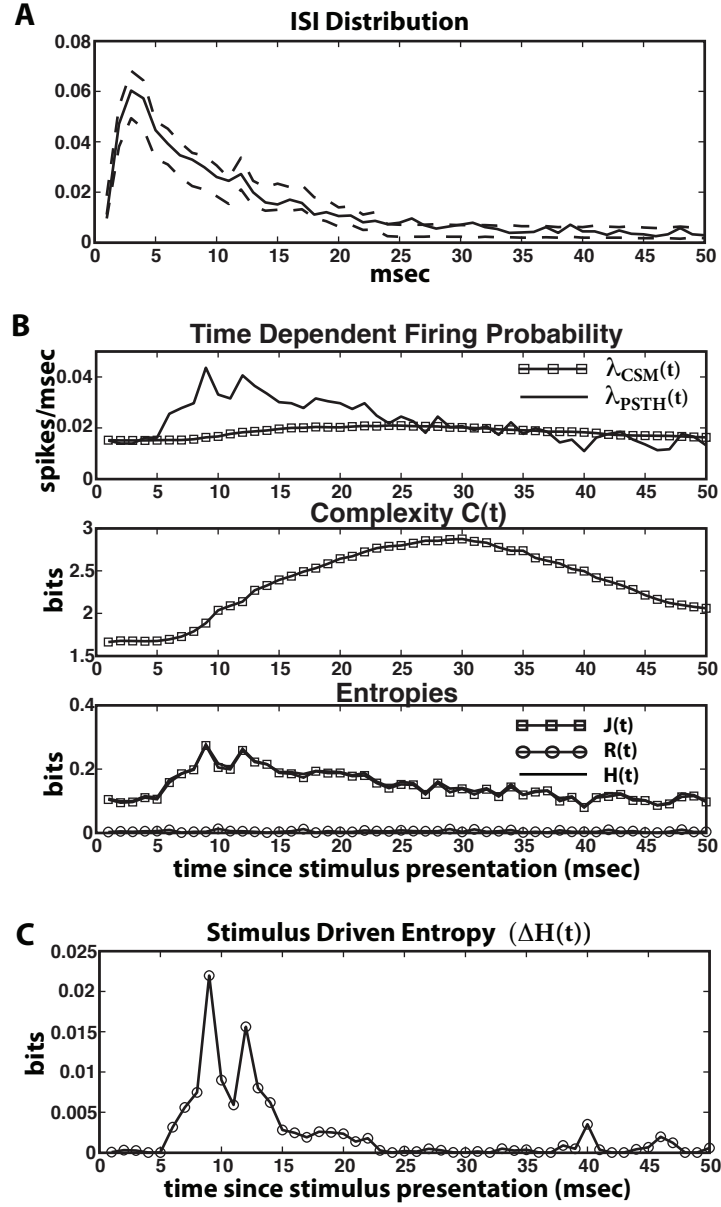 A
ISI Distribution
0.08
0.06
0.04
0.02
0
0 5 10 15 20 25 30 35 40 45 50
msec
B
Time Dependent Firing Probability
spikes/msec
0.04
0.02
0
λCSM(t)
λPSTH(t)
0 5 10 15 20 25 30 35 40 45 50
Complexity C(t)
bits
3
2.5
2
1.5
0 5 10 15 20 25 30 35 40 45 50
Entropies
bits
0.4
0.2
0
J(t)
R(t)
H(t)
0 5 10 15 20 25 30 35 40 45 50
time since stimulus presentation (msec)
C
Stimulus Driven Entropy (ΔH(t))
bits
0.025
0.02
0.015
0.01
0.005
0
0 5 10 15 20 25 30 35 40 45 50
time since stimulus presentation (msec)